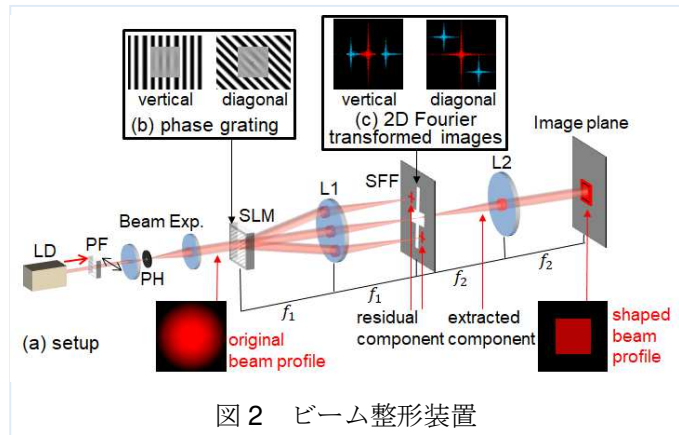 vertical
diagonal
(b) phase grating
vertical
diagonal
(c) 2D Fourier
transformed images
Image plane
L2
SFF
L1
SLM
Beam Exp.
PF
LD
PH
f1
f1
f2
f2
(a) setup
original
beam profile
residual
component
extracted
component
shaped
beam
profile
図2 ビーム整形装置